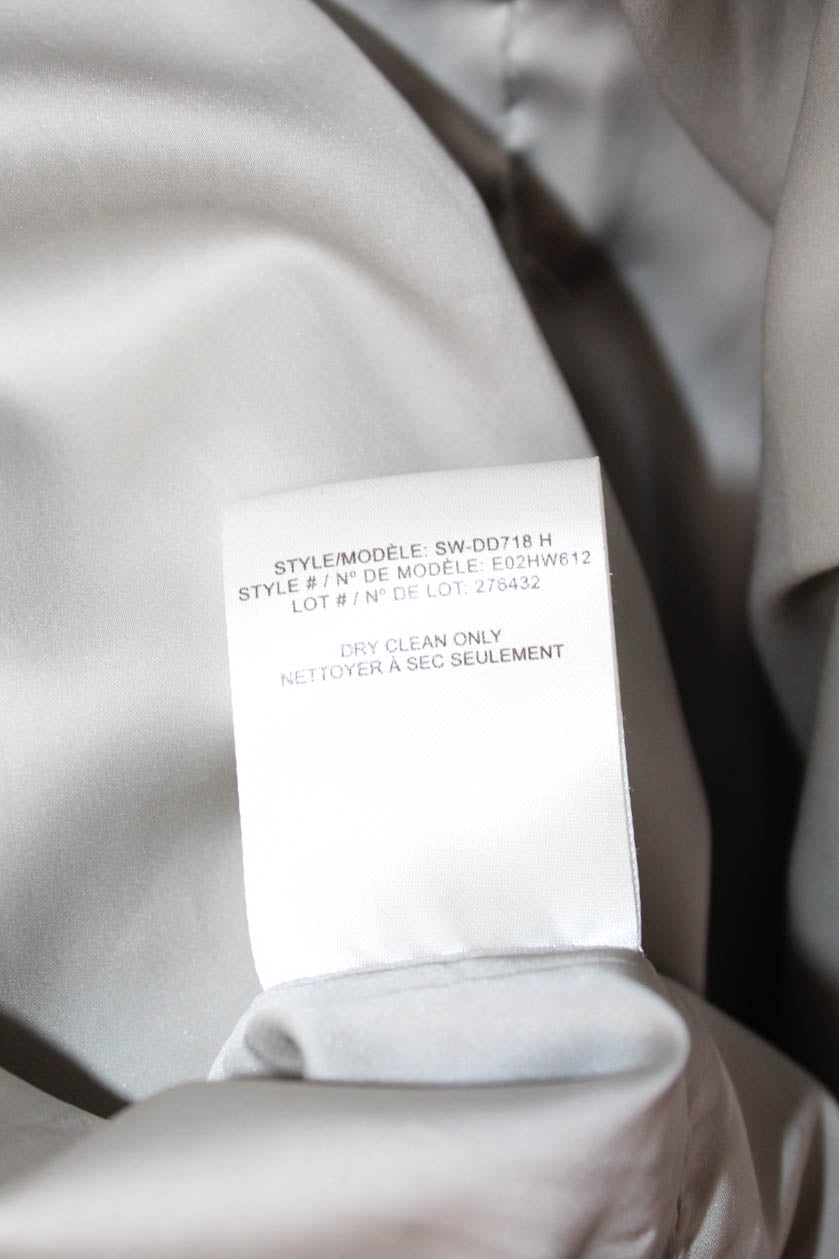 STYLE/MODÈLE: SW-DD718 H
STYLE # / Nº DE MODÈLE: E02HW612
LOT # / Nº DE LOT: 276432
DRY CLEAN ONLY
NETTOYER À SEC SEULEMENT